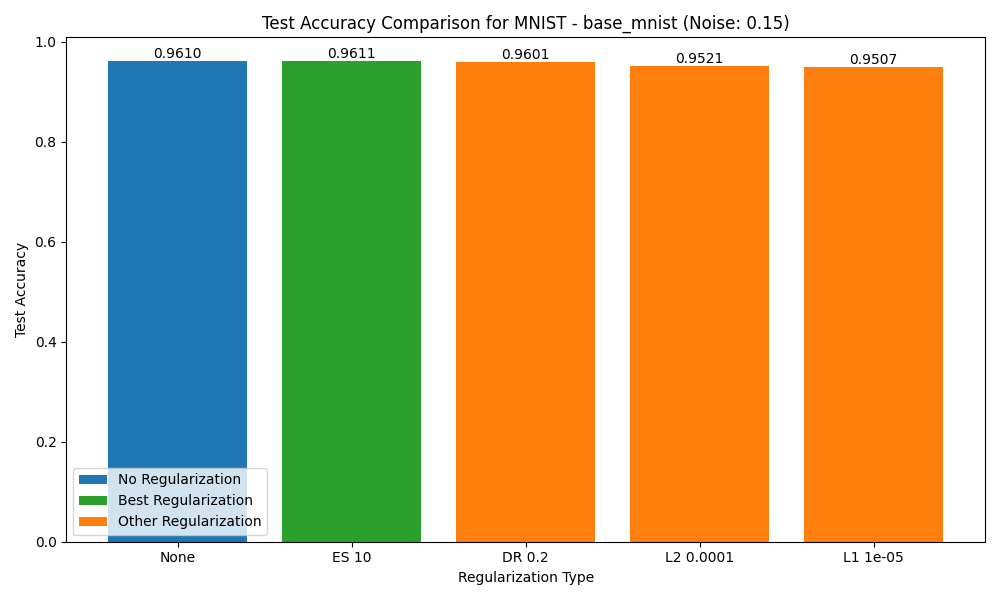 Test Accuracy Comparison for MNIST - base_mnist (Noise: 0.15)
1.0
0.8
0.6
0.4
0.2
0.0
Test Accuracy
0.9610
0.9611
0.9601
0.9521
0.9507
No Regularization
Best Regularization
Other Regularization
None
ES 10
DR 0.2
L2 0.0001
L1 1e-05
Regularization Type